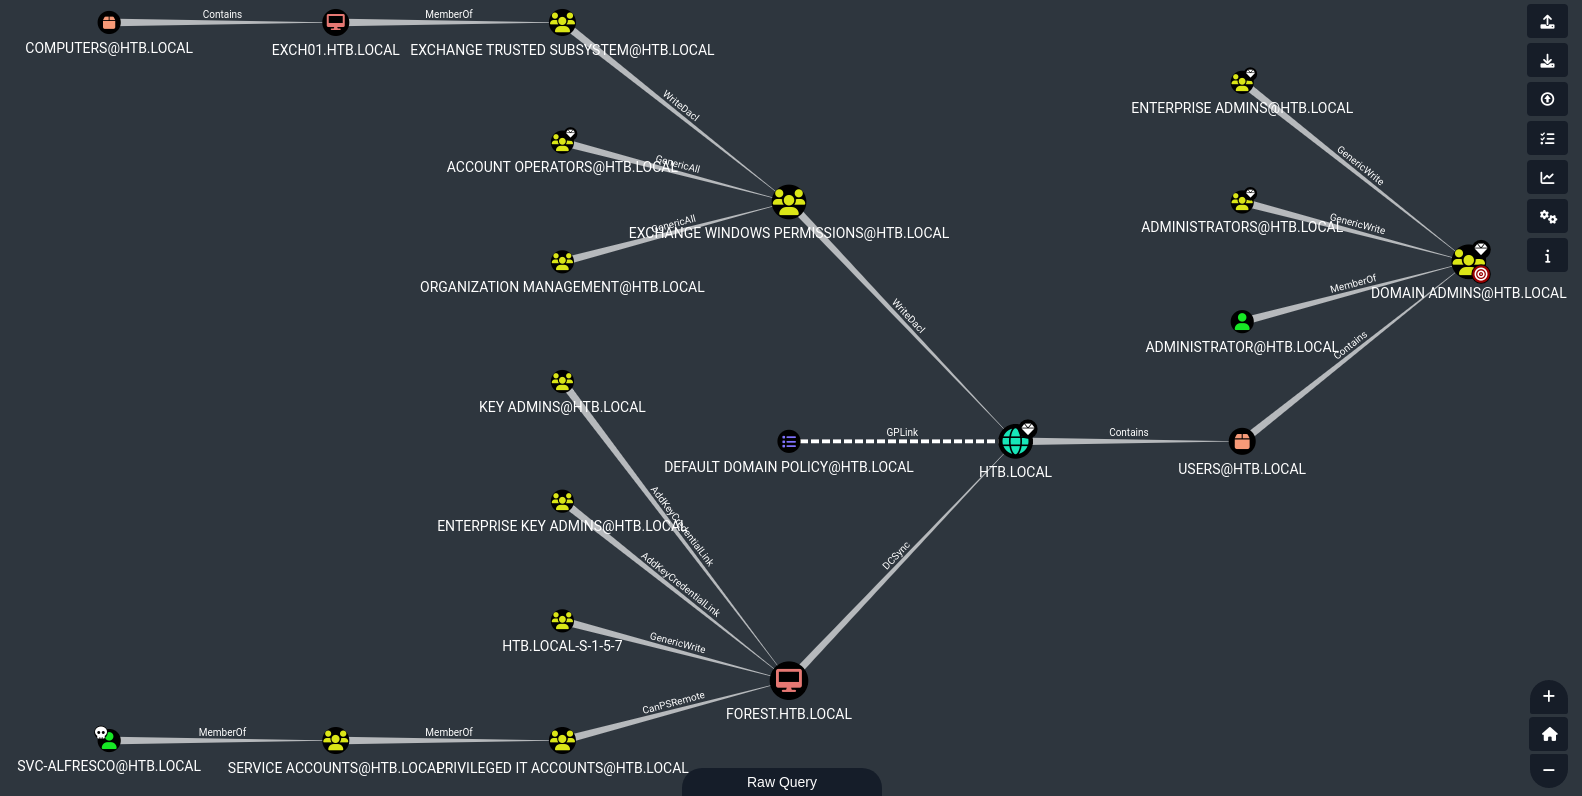 Contains
MemberOf
COMPUTERS@HTB.LOCAL
EXCH01.HTB.LOCAL
EXCHANGE TRUSTED SUBSYSTEM@HTB.LOCAL
WriteDacl
ENTERPRISE ADMINS@HTB.LOCAL
GenericWrite
ACCOUNT OPERATORS@HTB.LOCAL
GenericAll
GenericAll
EXCHANGE WINDOWS PERMISSIONS@HTB.LOCAL
ORGANIZATION MANAGEMENT@HTB.LOCAL
ADMINISTRATORS@HTB.LOCAL
GenericWrite
DOMAIN ADMINS@HTB.LOCAL
MemberOf
ADMINISTRATOR@HTB.LOCAL
Contains
WriteDacl
KEY ADMINS@HTB.LOCAL
GPLink
Contains
DEFAULT DOMAIN POLICY@HTB.LOCAL
HTB.LOCAL
USERS@HTB.LOCAL
AddKeyCredentialLink
ENTERPRISE KEY ADMINS@HTB.LOCAL
AddKeyCredentialLink
DCSync
HTB.LOCAL-S-1-5-7
GenericWrite
CanPSRemote
FOREST.HTB.LOCAL
MemberOf
MemberOf
SVC-ALFRESCO@HTB.LOCAL
SERVICE ACCOUNTS@HTB.LOCAL
PRIVILEGED IT ACCOUNTS@HTB.LOCAL
Raw Query